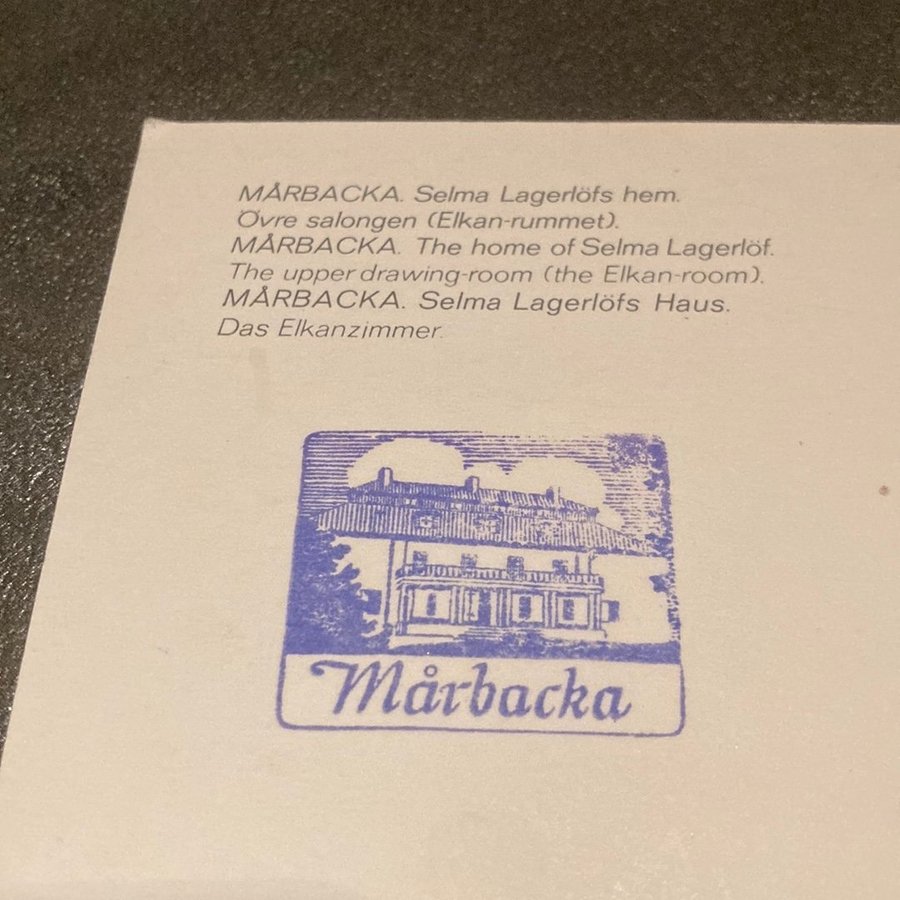 MÅRBACKA. Selma Lagerlöfs hem.
Övre salongen (Elkan-rummet).
MÅRBACKA. The home of Selma Lagerlöf.
The upper drawing-room (the Elkan-room).
MÅRBACKA. Selma Lagerlöfs Haus.
Das Elkanzimmer.
Mårbacka